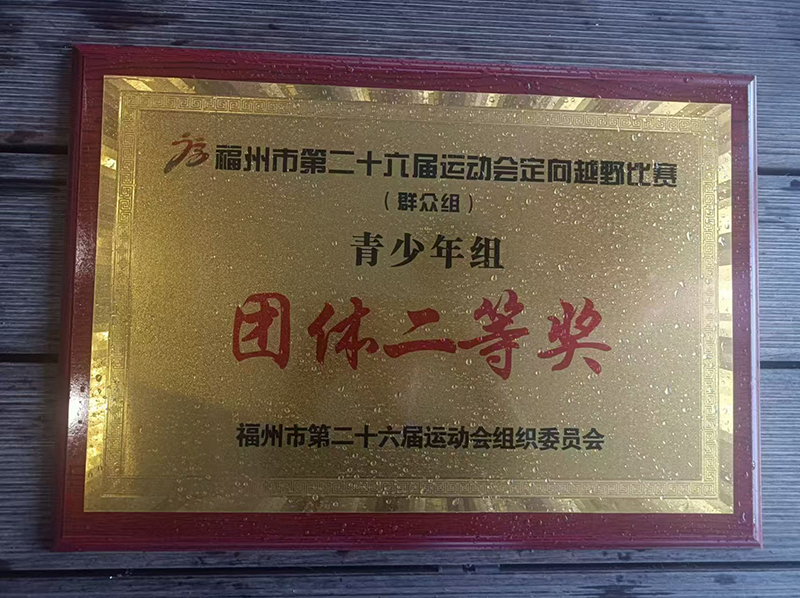 福州市第二十六届运动会定向越野比赛
（群众组）
青少年组
团体二等奖
福州市第二十六届运动会组织委员会